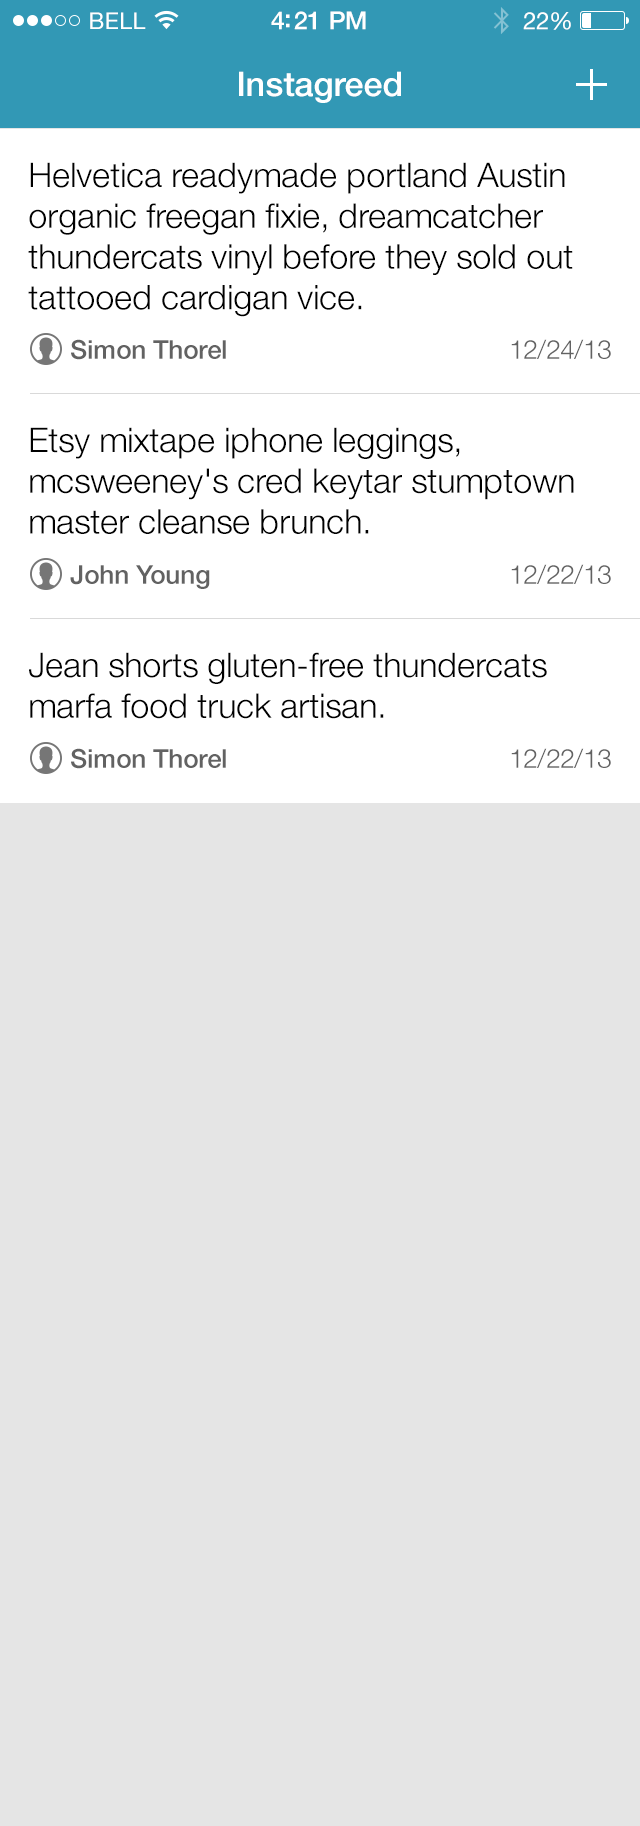 BELL 4:21 PM 22%
Instagreed
Helvetica readymade portland Austin
organic freegan fixie, dreamcatcher
thundercats vinyl before they sold out
tattooed cardigan vice.
Simon Thorel 12/24/13
Etsy mixtape iphone leggings,
mcsweeney's cred keytar stumptown
master cleanse brunch.
John Young 12/22/13
Jean shorts gluten-free thundercats
marfa food truck artisan.
Simon Thorel 12/22/13